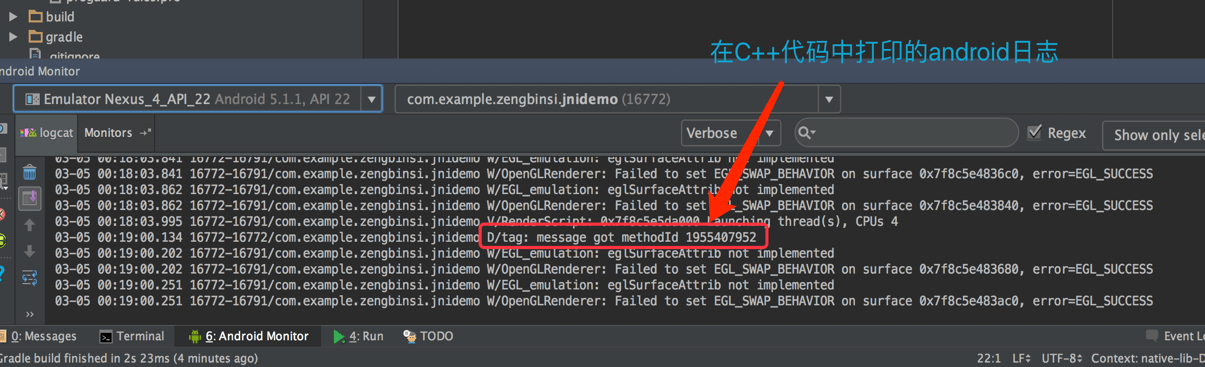 build
gradle
.gitignore
在C++代码中打印的android日志
ndroid Monitor
Emulator Nexus_4_API_22 Android 5.1.1, API 22
com.example.zengbinsi.jnidemo (16772)
logcat
Monitors
Verbose
Regex
Show only sele
03-05 00:18:03.841 16772-16791/com.example.zengbinsi.jnidemo W/EGL_emulation: eglSurfaceAttrib not implemented
03-05 00:18:03.841 16772-16791/com.example.zengbinsi.jnidemo W/OpenGLRenderer: Failed to set EGL_SWAP_BEHAVIOR on surface 0x7f8c5e4836c0, error=EGL_SUCCESS
03-05 00:18:03.862 16772-16791/com.example.zengbinsi.jnidemo W/EGL_emulation: eglSurfaceAttrib not implemented
03-05 00:18:03.862 16772-16791/com.example.zengbinsi.jnidemo W/OpenGLRenderer: Failed to set EGL_SWAP_BEHAVIOR on surface 0x7f8c5e483840, error=EGL_SUCCESS
03-05 00:18:03.995 16772-16791/com.example.zengbinsi.jnidemo V/RenderScript: 0x7f8c5e5da000 Launching thread(s), CPUs 4
03-05 00:19:00.134 16772-16772/com.example.zengbinsi.jnidemo D/tag: message got methodId 1955407952
03-05 00:19:00.202 16772-16791/com.example.zengbinsi.jnidemo W/EGL_emulation: eglSurfaceAttrib not implemented
03-05 00:19:00.202 16772-16791/com.example.zengbinsi.jnidemo W/OpenGLRenderer: Failed to set EGL_SWAP_BEHAVIOR on surface 0x7f8c5e483680, error=EGL_SUCCESS
03-05 00:19:00.251 16772-16791/com.example.zengbinsi.jnidemo W/EGL_emulation: eglSurfaceAttrib not implemented
03-05 00:19:00.251 16772-16791/com.example.zengbinsi.jnidemo W/OpenGLRenderer: Failed to set EGL_SWAP_BEHAVIOR on surface 0x7f8c5e483ac0, error=EGL_SUCCESS
0: Messages
Terminal
6: Android Monitor
4: Run
TODO
Event Lo
Gradle build finished in 2s 23ms (4 minutes ago)
22:1
LF
UTF-8
Context: native-lib-D